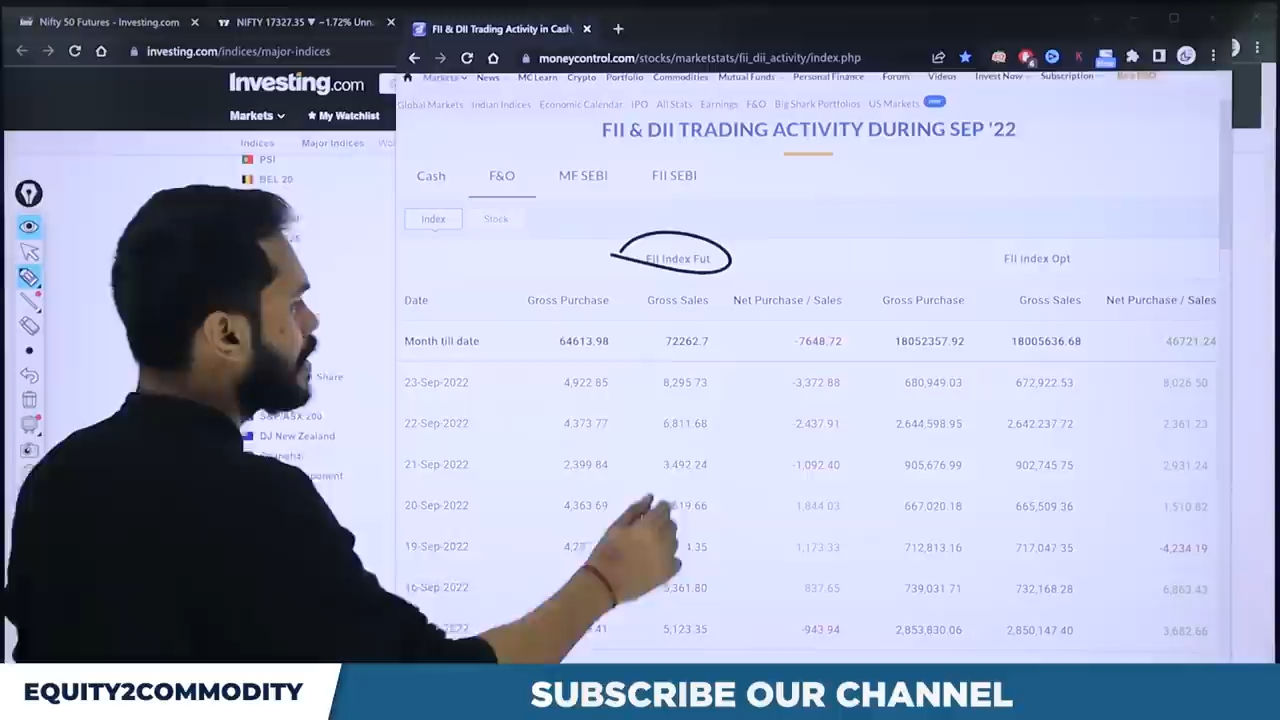 Nifty 50 Futures - Investing.com
NIFTY 17327.35 ▼ −1.72% Unn
FII & DII Trading Activity in Cash,
investing.com/indices/major-indices
moneycontrol.com/stocks/marketstats/fii_dii_activity/index.php
Investing.com
Markets News MC Learn Crypto Portfolio Commodities Mutual Funds Personal Finance Forum Videos Invest Now Subscription
Markets My Watchlist
Global Markets Indian Indices Economic Calendar IPO All Stats Earnings F&O Big Shark Portfolios US Markets
Indices Major Indices
FII & DII TRADING ACTIVITY DURING SEP '22
PSI
BEL 20
Cash F&O MF SEBI FII SEBI
Index Stock
FII Index Fut FII Index Opt
Date Gross Purchase Gross Sales Net Purchase / Sales Gross Purchase Gross Sales Net Purchase / Sales
Month till date 64613.98 72262.7 -7648.72 18052357.92 18005636.68 46721.24
23-Sep-2022 4,922.85 8,295.73 -3,372.88 680,949.03 672,922.53 8,026.50
22-Sep-2022 4,373.77 6,811.68 -2,437.91 2,644,598.95 2,642,237.72 2,361.23
21-Sep-2022 2,399.84 3,492.24 -1,092.40 905,676.99 902,745.75 2,931.24
20-Sep-2022 4,363.69 19.66 1,844.03 667,020.18 665,509.36 1,510.82
19-Sep-2022 4,7 4.35 1,173.33 712,813.16 717,047.35 -4,234.19
16-Sep-2022 5,361.80 837.65 739,031.71 732,168.28 6,863.43
.41 5,123.35 -943.94 2,853,830.06 2,850,147.40 3,682.66
Share
S&P/ASX 200
DJ New Zealand
EQUITY2COMMODITY
SUBSCRIBE OUR CHANNEL